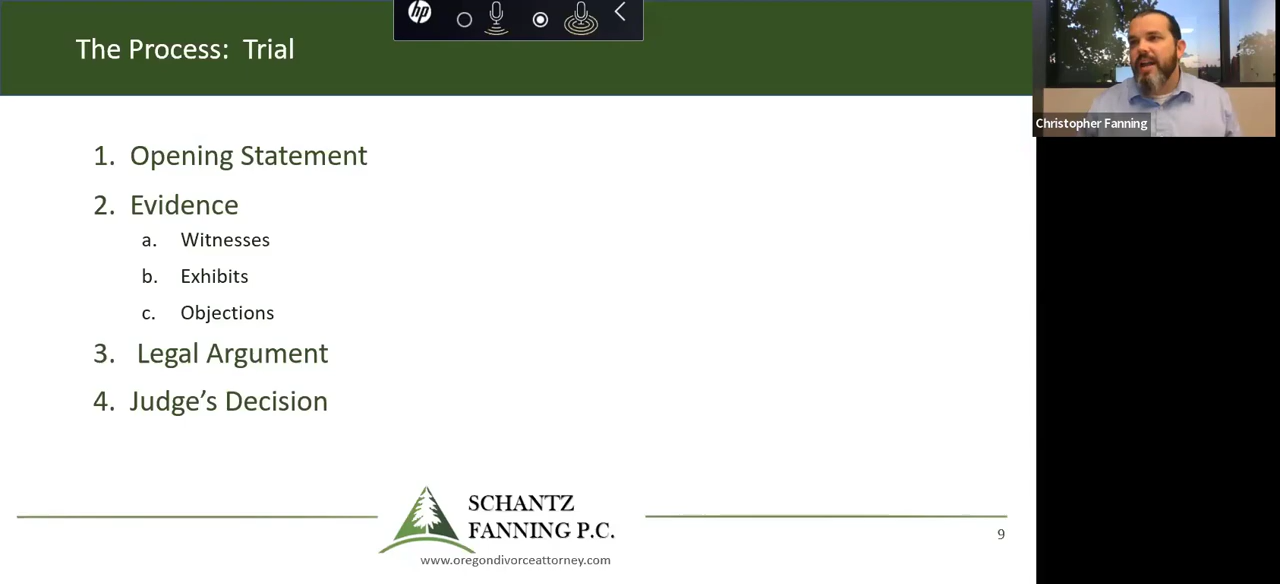 hp
The Process: Trial
Christopher Fanning
1. Opening Statement
2. Evidence
a. Witnesses
b. Exhibits
c. Objections
3. Legal Argument
4. Judge’s Decision
SCHANTZ
FANNING P.C.
www.oregondivorceattorney.com
9